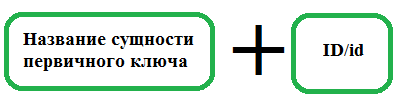 Название сущности
первичного ключа
+
ID/id